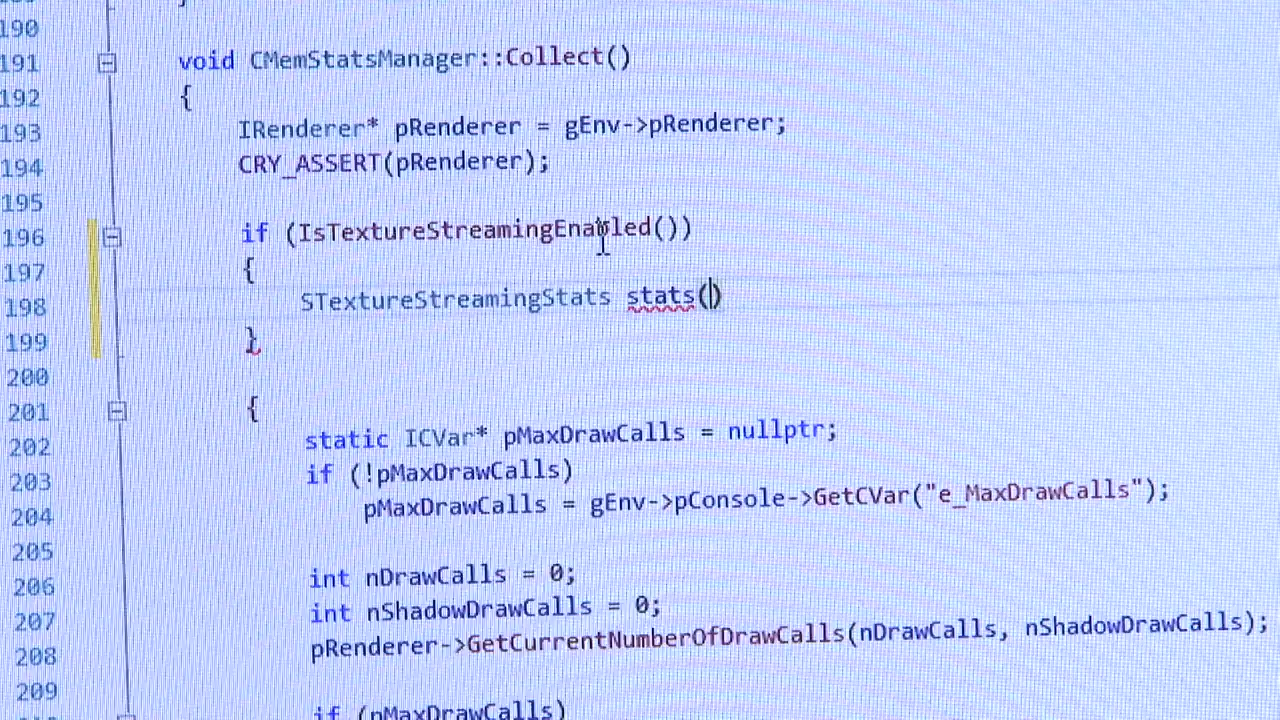 190
191 void CMemStatsManager::Collect()
192 {
193 IRenderer* pRenderer = gEnv->pRenderer;
194 CRY_ASSERT(pRenderer);
195
196 if (IsTextureStreamingEnabled())
197 {
198 STextureStreamingStats stats()
199 }
200
201 {
202 static ICVar* pMaxDrawCalls = nullptr;
203 if (!pMaxDrawCalls)
204 pMaxDrawCalls = gEnv->pConsole->GetCVar("e_MaxDrawCalls");
205
206 int nDrawCalls = 0;
207 int nShadowDrawCalls = 0;
208 pRenderer->GetCurrentNumberOfDrawCalls(nDrawCalls, nShadowDrawCalls);
209
if (pMaxDrawCalls)